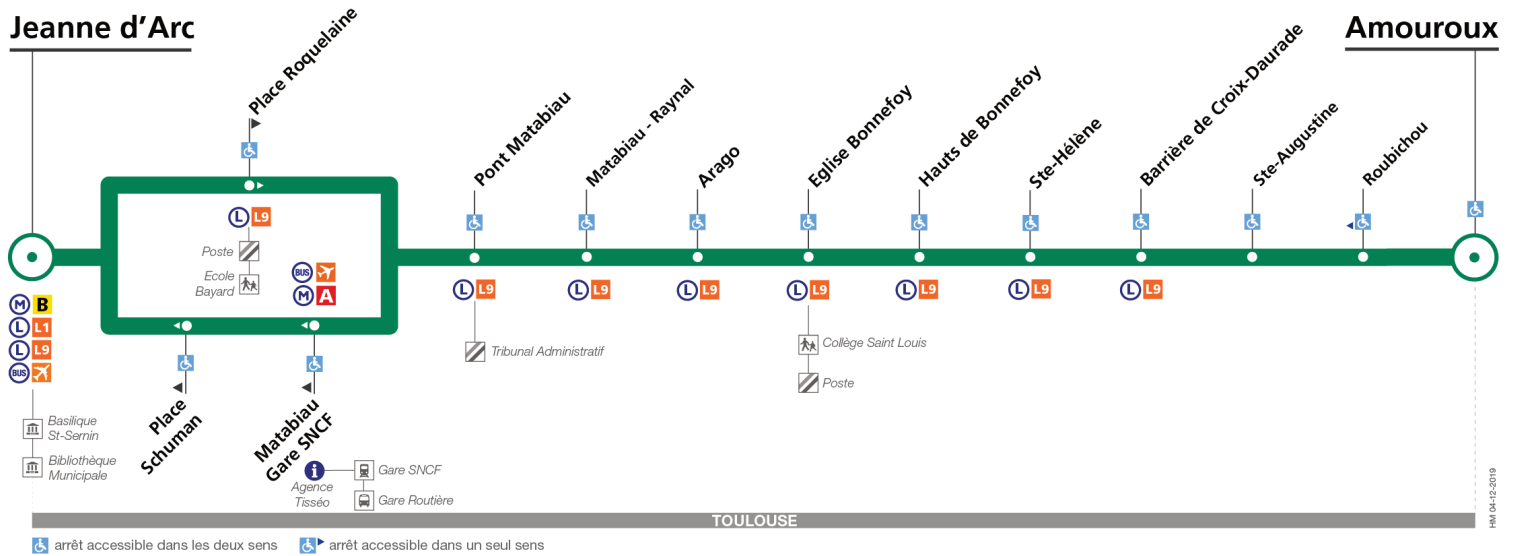 Jeanne d’Arc
Amouroux
Place Roquelaine
Pont Matabiau
Matabiau - Raynal
Arago
Eglise Bonnefoy
Hauts de Bonnefoy
Ste-Hélène
Barrière de Croix-Daurade
Ste-Augustine
Roubichou
L L9
Poste
Ecole
Bayard
BUS
M A
M B
L L1
L L9
BUS
L L9
L L9
L L9
L L9
L L9
L L9
L L9
Tribunal Administratif
Collège Saint Louis
Poste
Basilique
St-Sernin
Bibliothèque
Municipale
Place
Schuman
Matabiau
Gare SNCF
i
Agence
Tisséo
Gare SNCF
Gare Routière
HM 04-12-2019
TOULOUSE
arrêt accessible dans les deux sens
arrêt accessible dans un seul sens